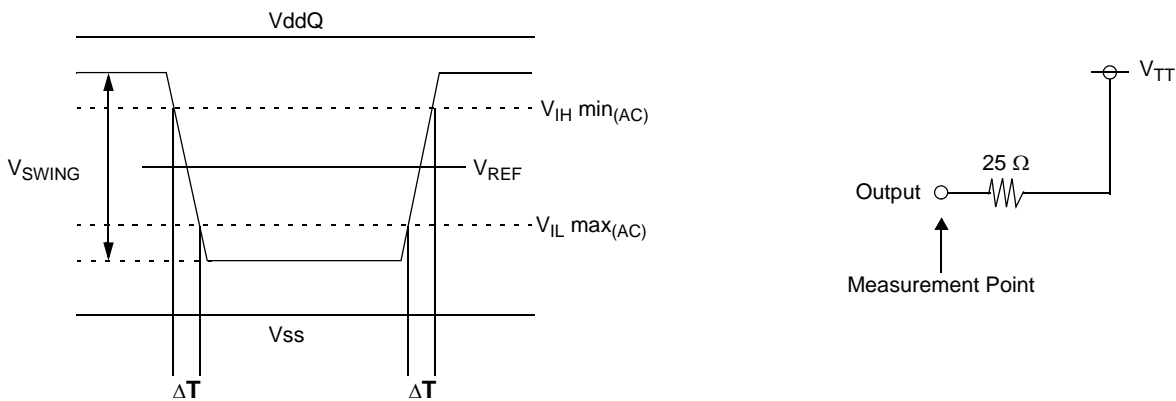 VddQ
V_IH min_(AC)
V_SWING
V_REF
V_IL max_(AC)
Vss
ΔT
ΔT
V_TT
25 Ω
Output
Measurement Point